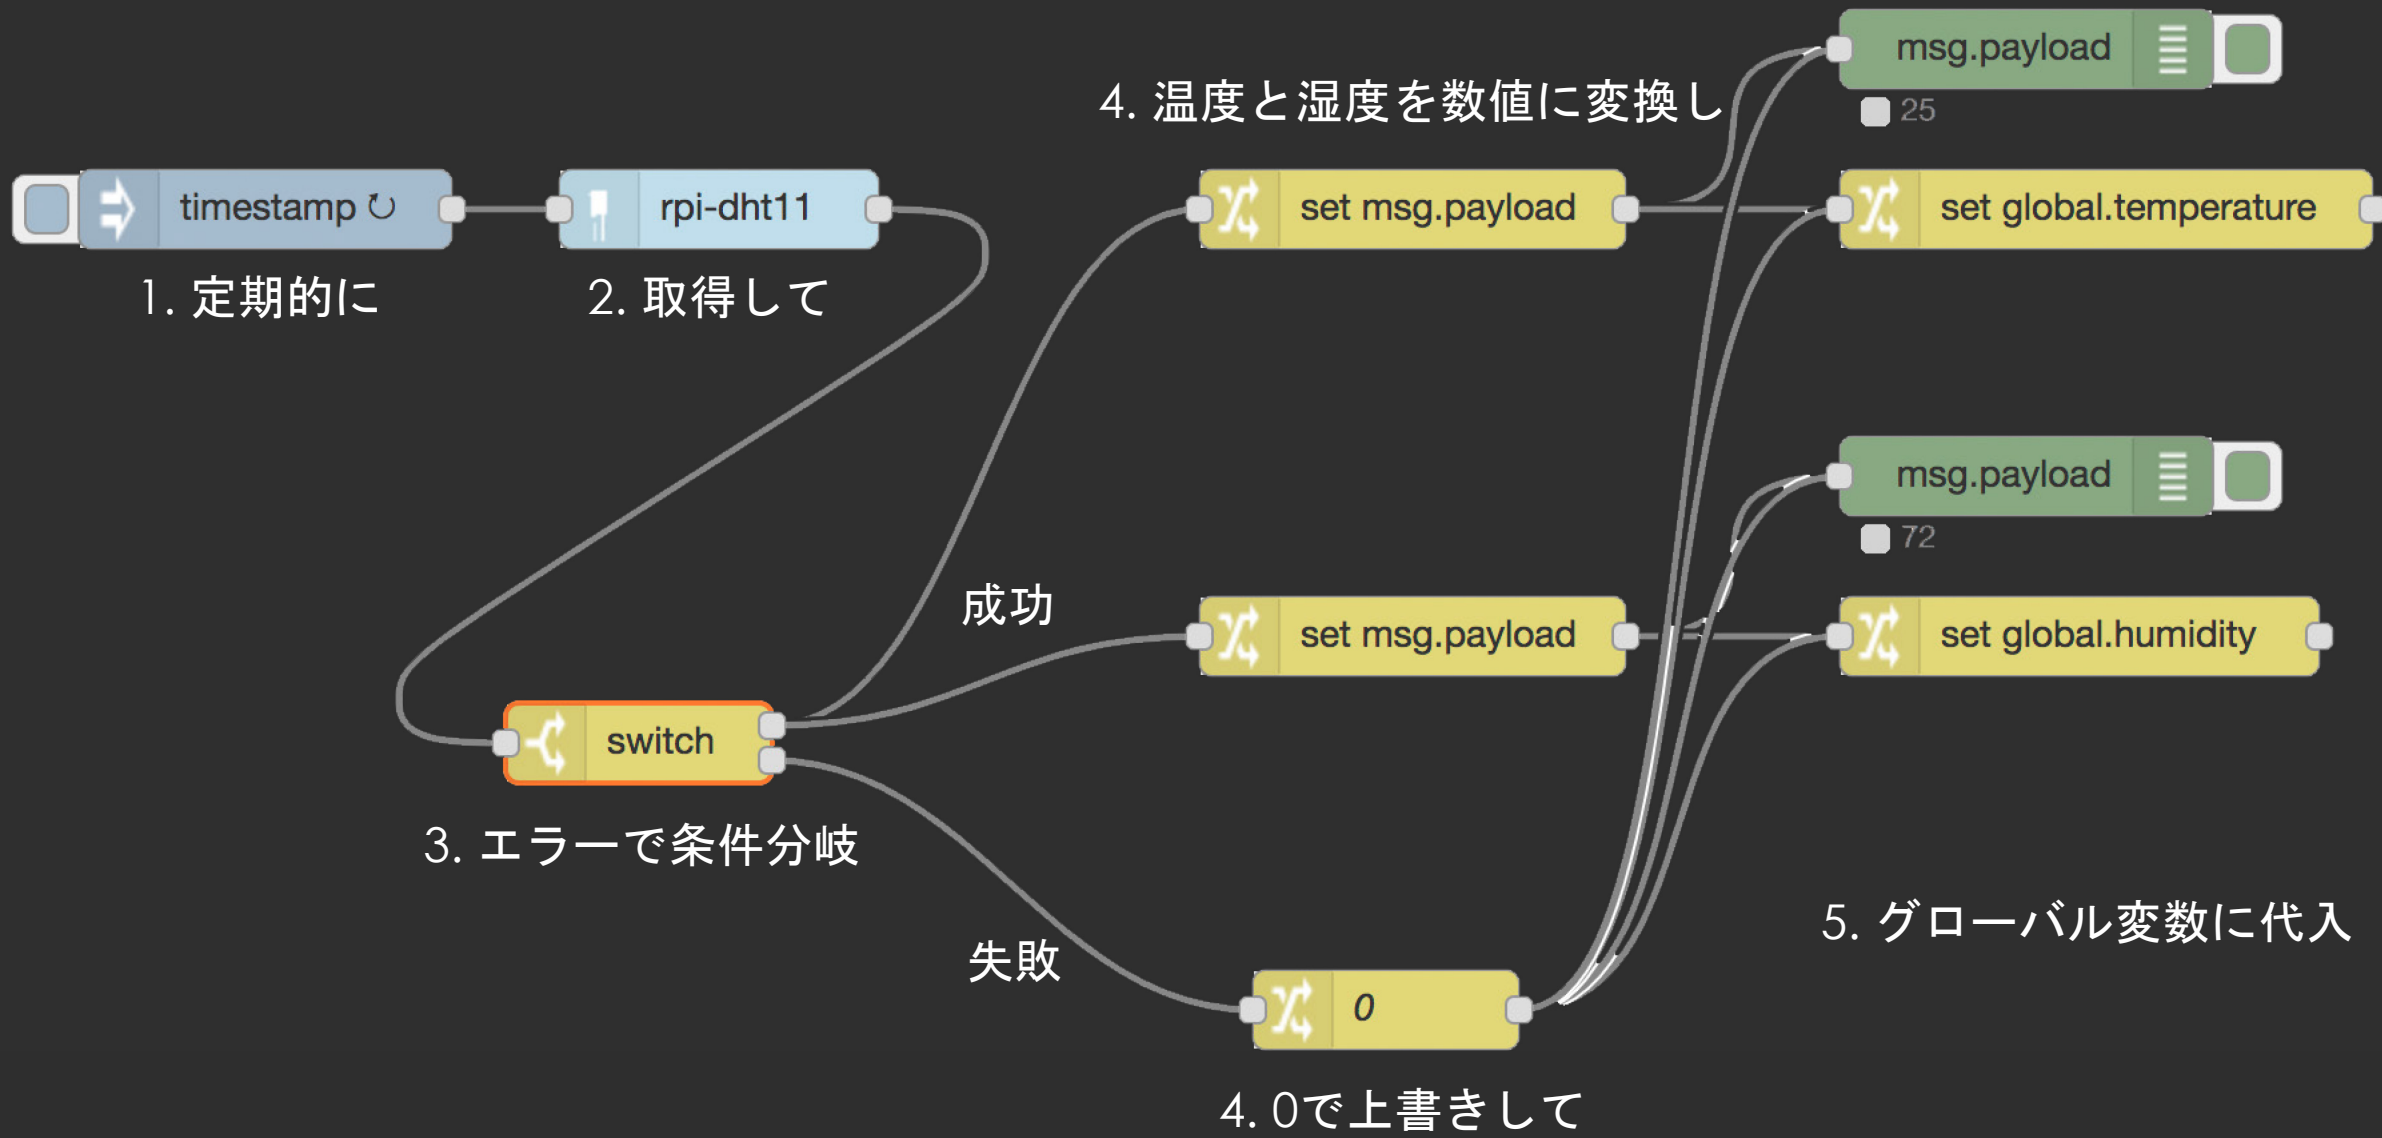 msg.payload
25
4. 温度と湿度を数値に変換し
timestamp ↻
rpi-dht11
set msg.payload
set global.temperature
1. 定期的に
2. 取得して
msg.payload
72
成功
set msg.payload
set global.humidity
switch
3. エラーで条件分岐
5. グローバル変数に代入
失敗
0
4. 0で上書きして